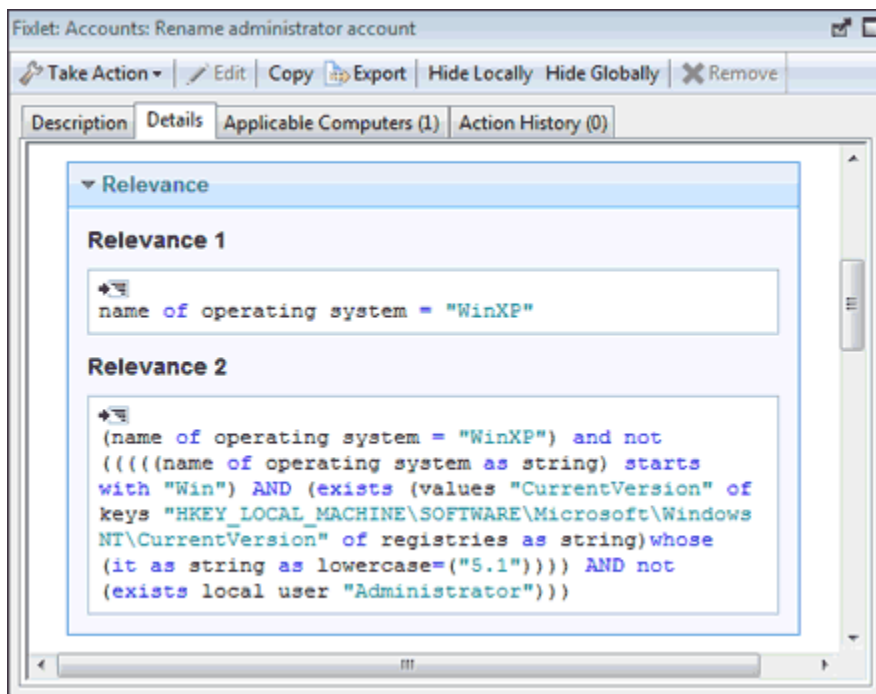 Fixlet: Accounts: Rename administrator account
Take Action Edit Copy Export Hide Locally Hide Globally Remove
Description Details Applicable Computers (1) Action History (0)
Relevance
Relevance 1
name of operating system = "WinXP"
Relevance 2
(name of operating system = "WinXP") and not
(((((name of operating system as string) starts
with "Win") AND (exists (values "CurrentVersion" of
keys "HKEY_LOCAL_MACHINE\SOFTWARE\Microsoft\Windows
NT\CurrentVersion" of registries as string)whose
(it as string as lowercase=("5.1")))) AND not
(exists local user "Administrator")))